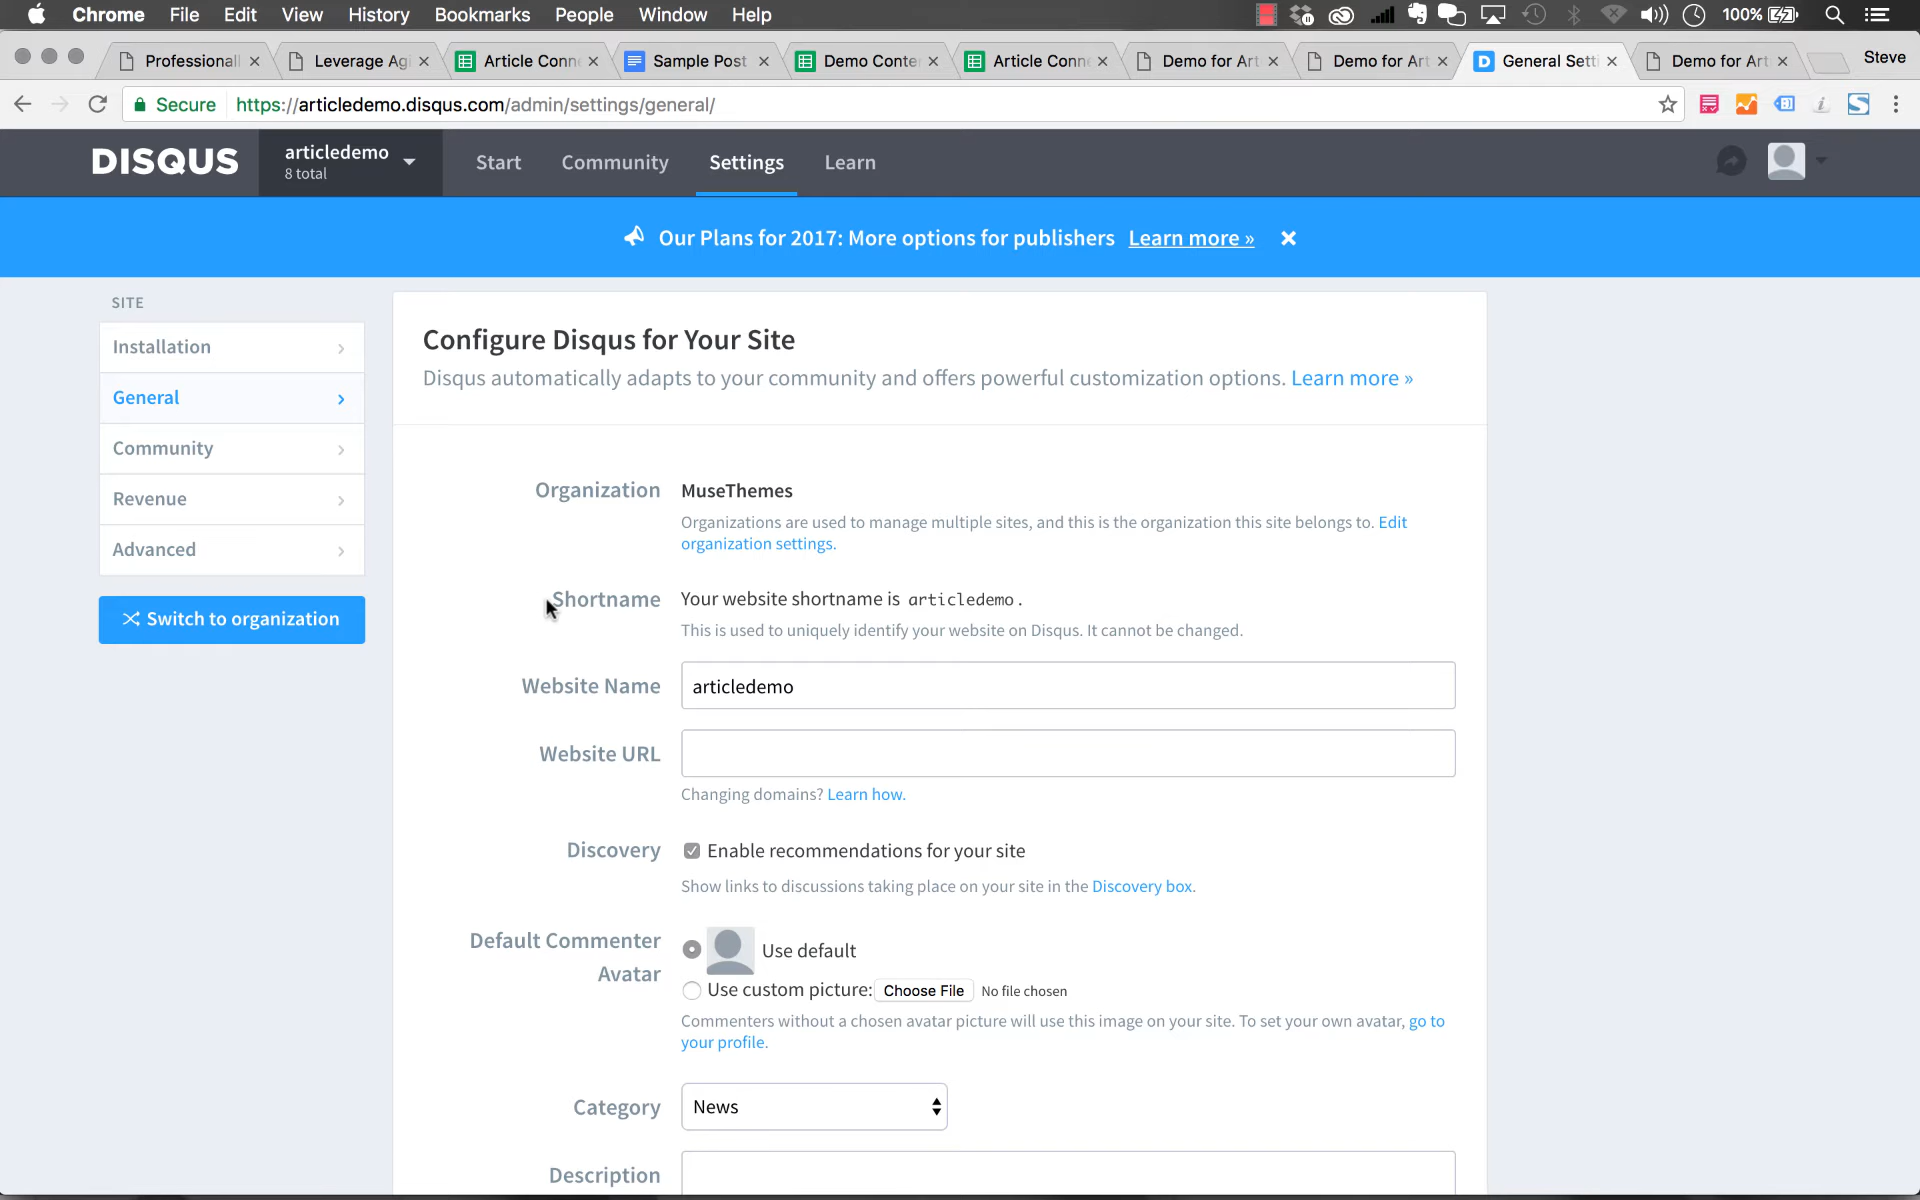 Chrome File Edit View History Bookmarks People Window Help 100%
Professionall Leverage Agi Article Conn Sample Post Demo Conte Article Conn Demo for Art Demo for Art General Setti Demo for Art Steve
Secure https://articledemo.disqus.com/admin/settings/general/
DISQUS articledemo Start Community Settings Learn
8 total
Our Plans for 2017: More options for publishers Learn more » ×
SITE
Installation
General
Community
Revenue
Advanced
Switch to organization
Configure Disqus for Your Site
Disqus automatically adapts to your community and offers powerful customization options. Learn more »
Organization MuseThemes
Organizations are used to manage multiple sites, and this is the organization this site belongs to. Edit
organization settings.
Shortname Your website shortname is articledemo.
This is used to uniquely identify your website on Disqus. It cannot be changed.
Website Name articledemo
Website URL
Changing domains? Learn how.
Discovery Enable recommendations for your site
Show links to discussions taking place on your site in the Discovery box.
Default Commenter Avatar Use default
Use custom picture: Choose File No file chosen
Commenters without a chosen avatar picture will use this image on your site. To set your own avatar, go to
your profile.
Category News
Description